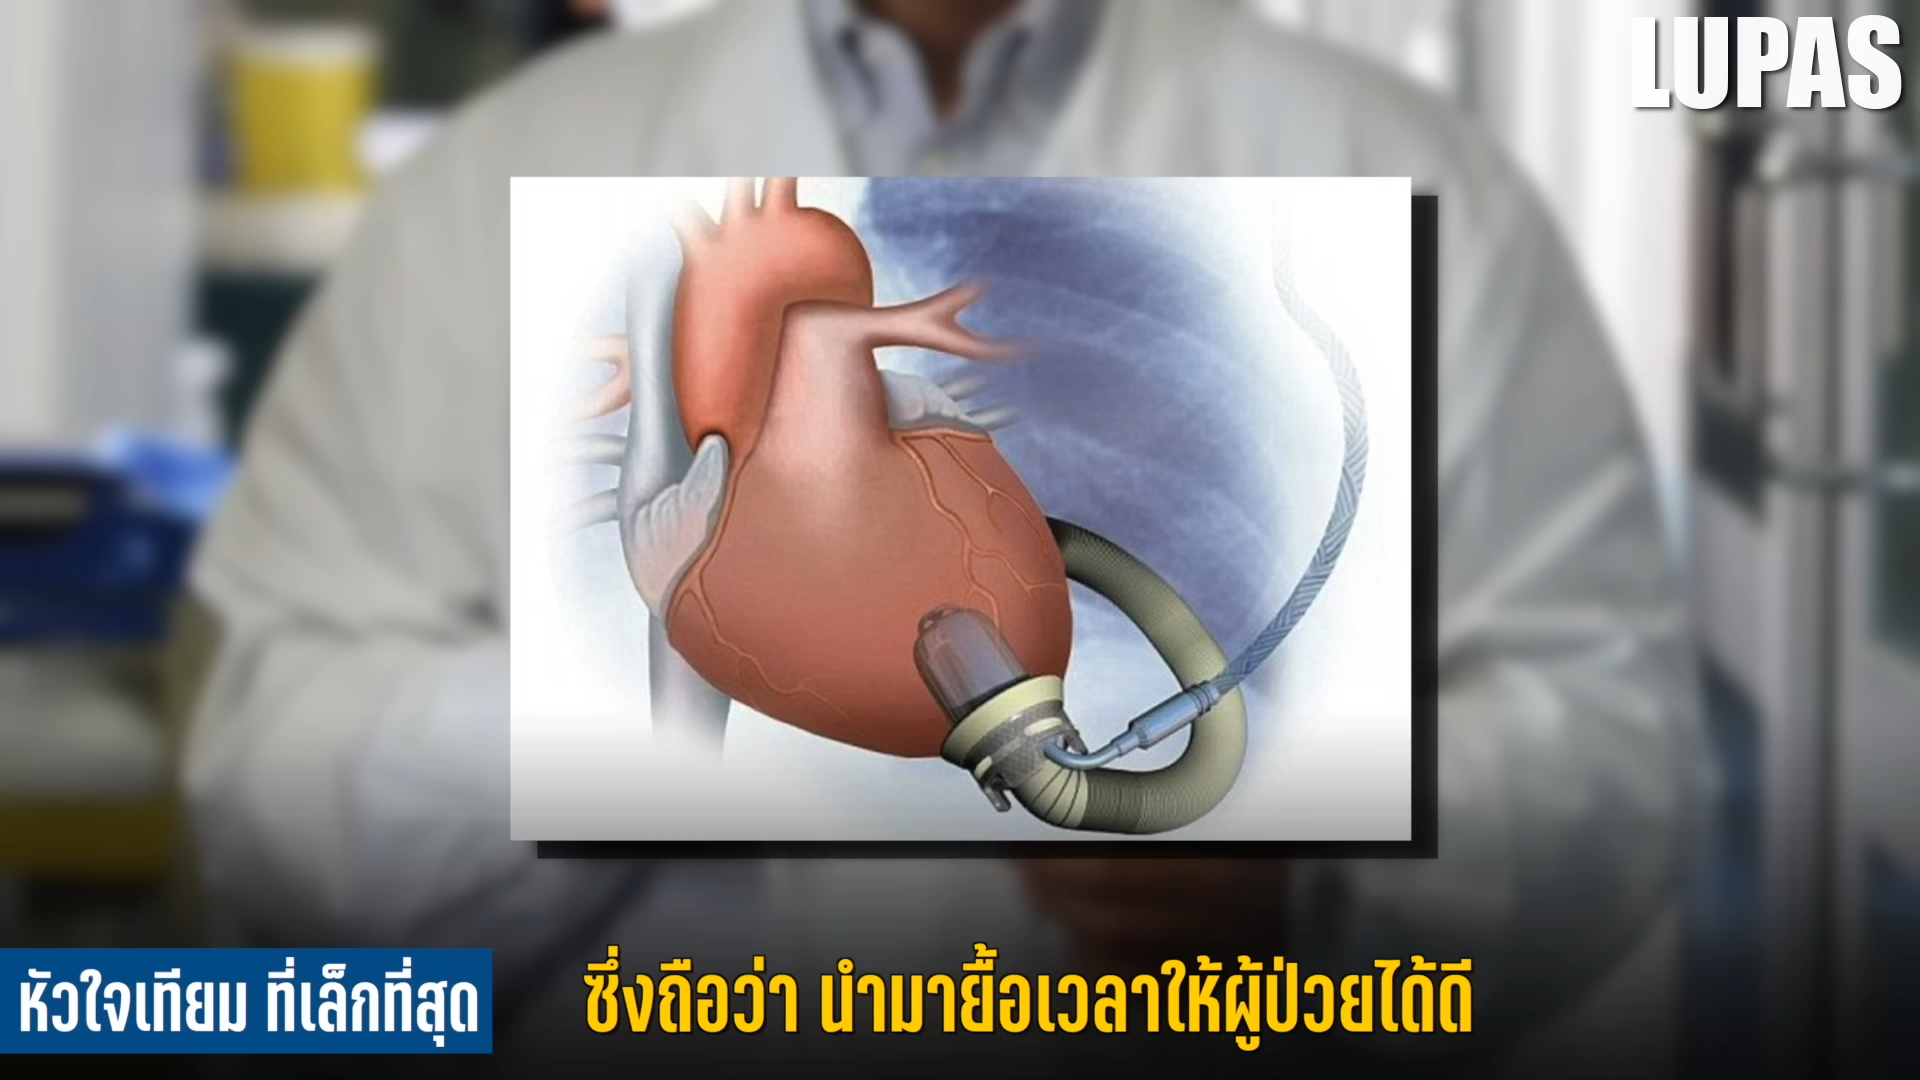 LUPAS
หัวใจเทียม ที่เล็กที่สุด
ซึ่งถือว่า นำมายื้อเวลาให้ผู้ป่วยได้ดี